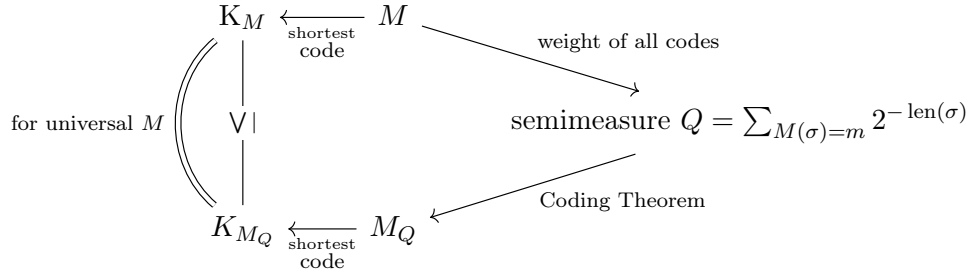 K_M M
shortest
code
weight of all codes
for universal M
≥
semimeasure Q = ∑_{M(σ)=m} 2^{− len(σ)}
Coding Theorem
K_{M_Q} M_Q
shortest
code